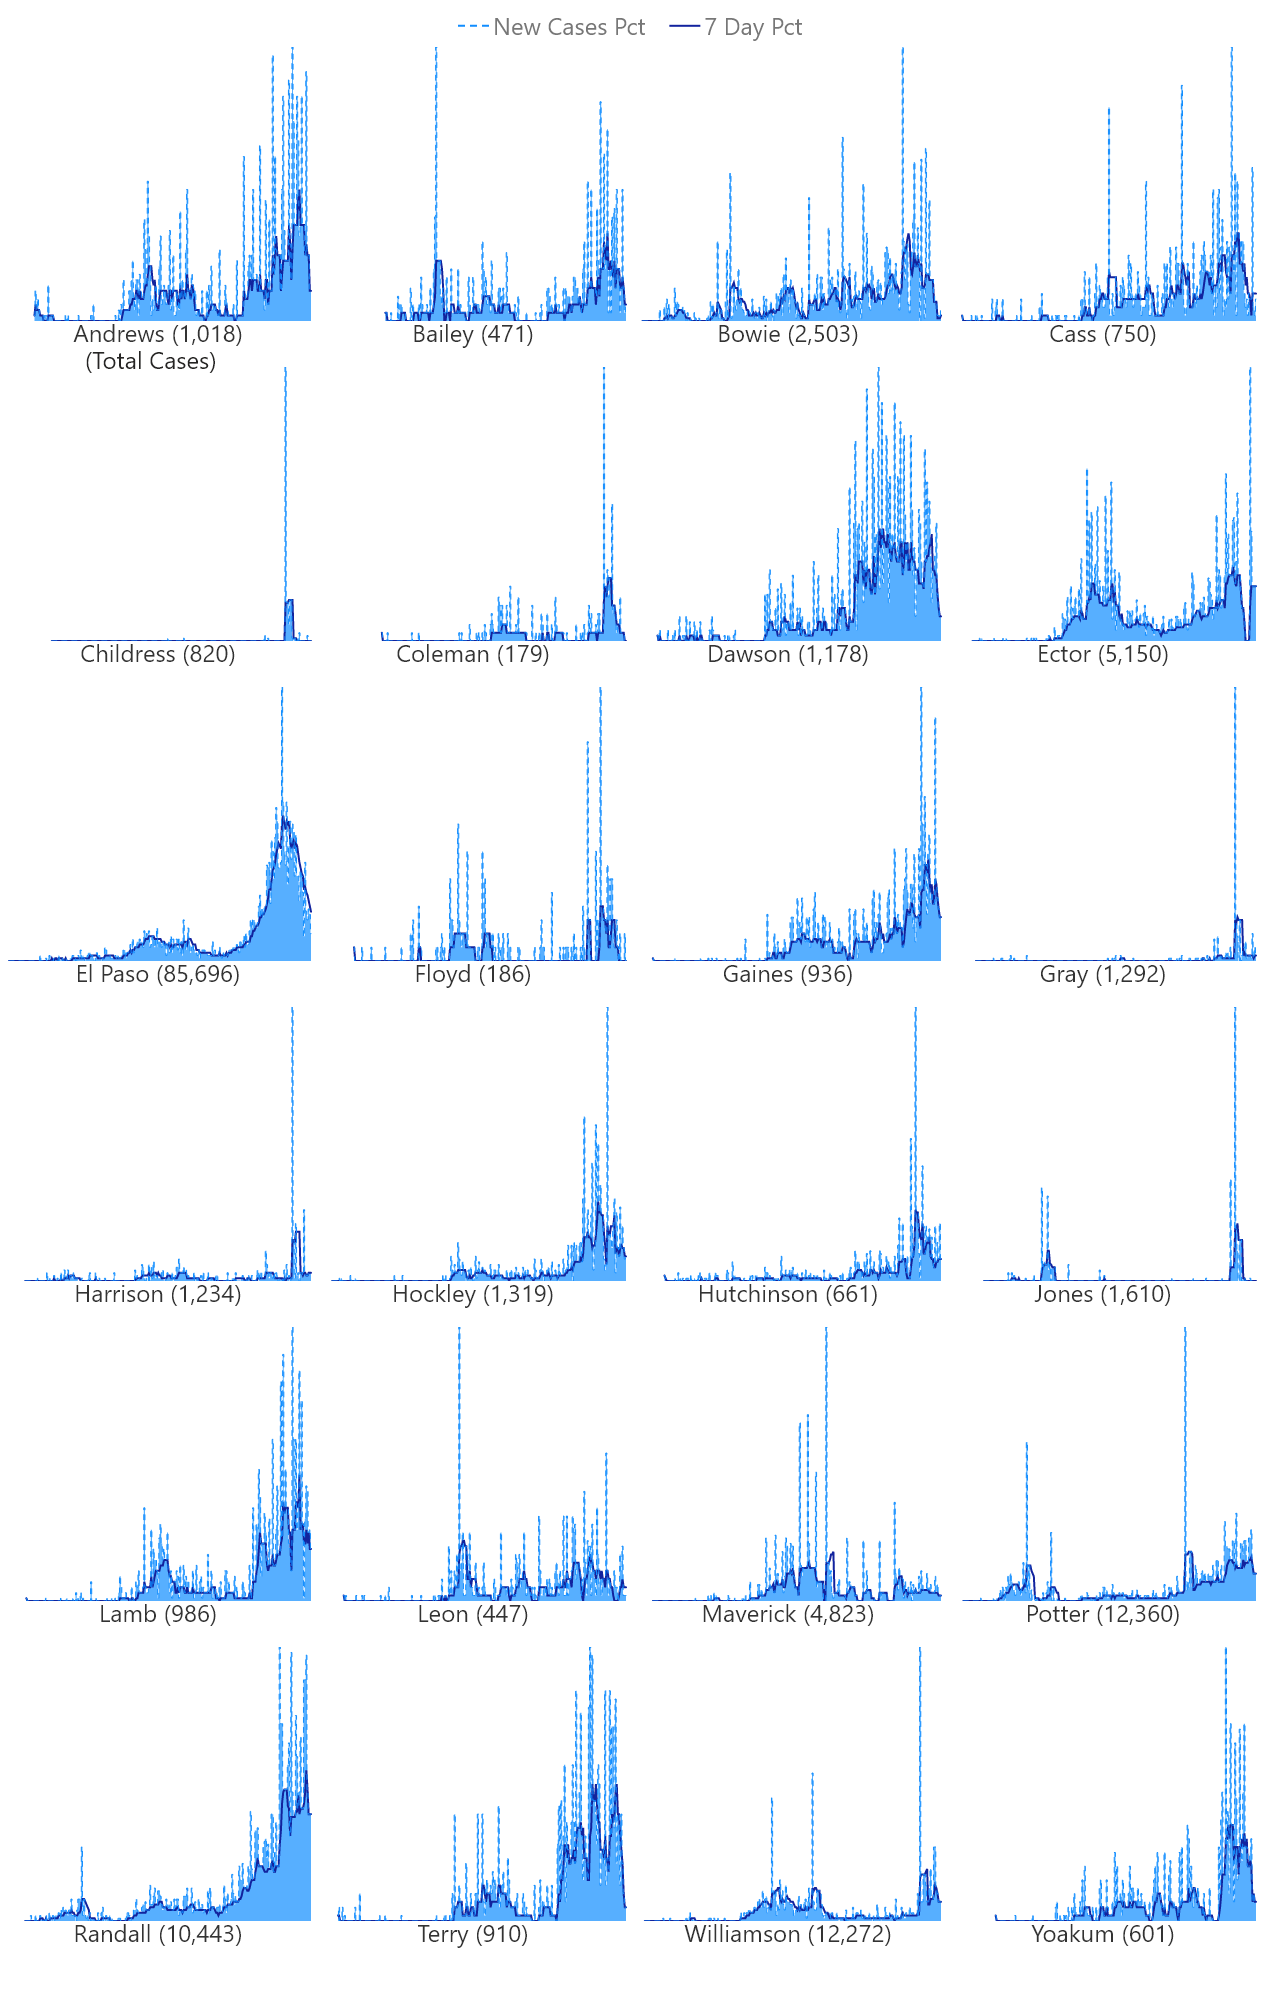 New Cases Pct 7 Day Pct
Andrews (1,018) Bailey (471) Bowie (2,503) Cass (750)
(Total Cases)
Childress (820) Coleman (179) Dawson (1,178) Ector (5,150)
El Paso (85,696) Floyd (186) Gaines (936) Gray (1,292)
Harrison (1,234) Hockley (1,319) Hutchinson (661) Jones (1,610)
Lamb (986) Leon (447) Maverick (4,823) Potter (12,360)
Randall (10,443) Terry (910) Williamson (12,272) Yoakum (601)